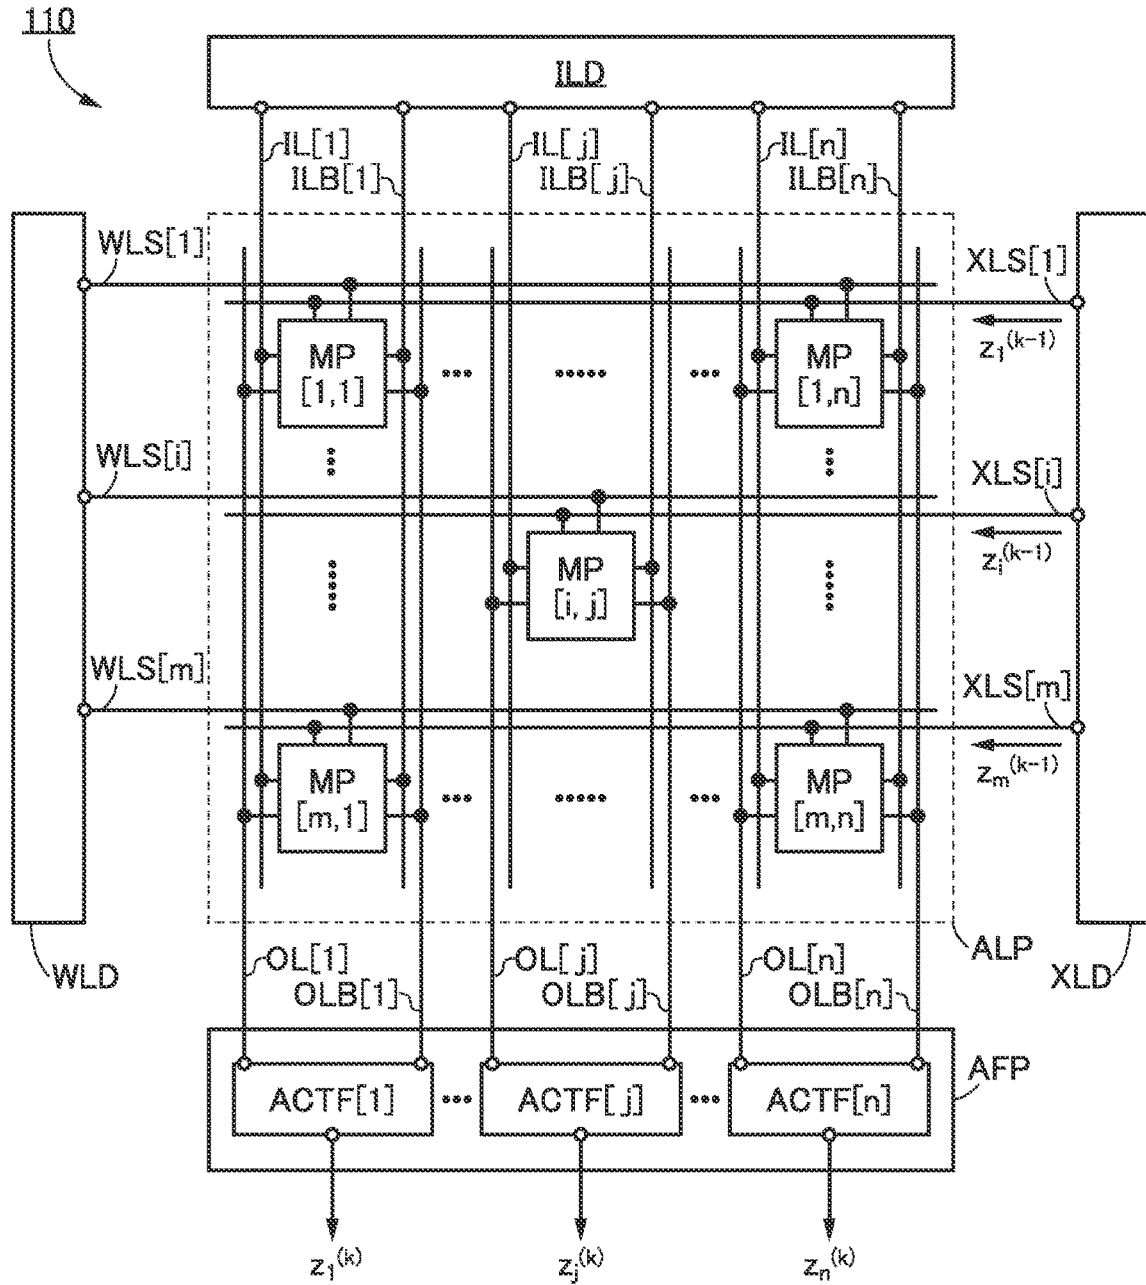 110
ILD
IL[1]
ILB[1]
IL[j]
ILB[j]
IL[n]
ILB[n]
WLS[1]
XLS[1]
z₁⁽ᵏ⁻¹⁾
MP
[1,1]
MP
[1,n]
WLS[i]
XLS[i]
zᵢ⁽ᵏ⁻¹⁾
MP
[i,j]
WLS[m]
XLS[m]
zₘ⁽ᵏ⁻¹⁾
MP
[m,1]
MP
[m,n]
WLD
OL[1]
OLB[1]
OL[j]
OLB[j]
OL[n]
OLB[n]
ALP
XLD
AFP
ACTF[1]
ACTF[j]
ACTF[n]
z₁⁽ᵏ⁾
zⱼ⁽ᵏ⁾
zₙ⁽ᵏ⁾